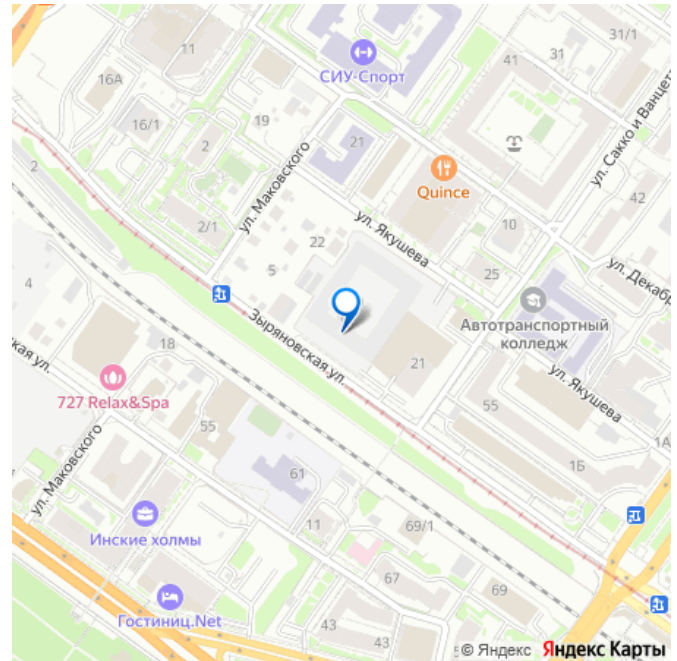 31/1
11
СИУ-Спорт
31
41
16А
16/1
19
2
21
ул. Сакко и Ванцетти
Quince
2
ул. Маковского
42
2/1
ул. Якушева
10
22
5
25
ул. Декабр
4
Автотранспортный
колледж
Зыряновская ул.
18
кая ул.
21
727 Relax&Spa
ул. Якушева
55
55
1А
ул. Маковского
61
1Б
Инские холмы
11
69/1
67
69
Гостиниц.Net
43
43
5
© Яндекс Яндекс Карты